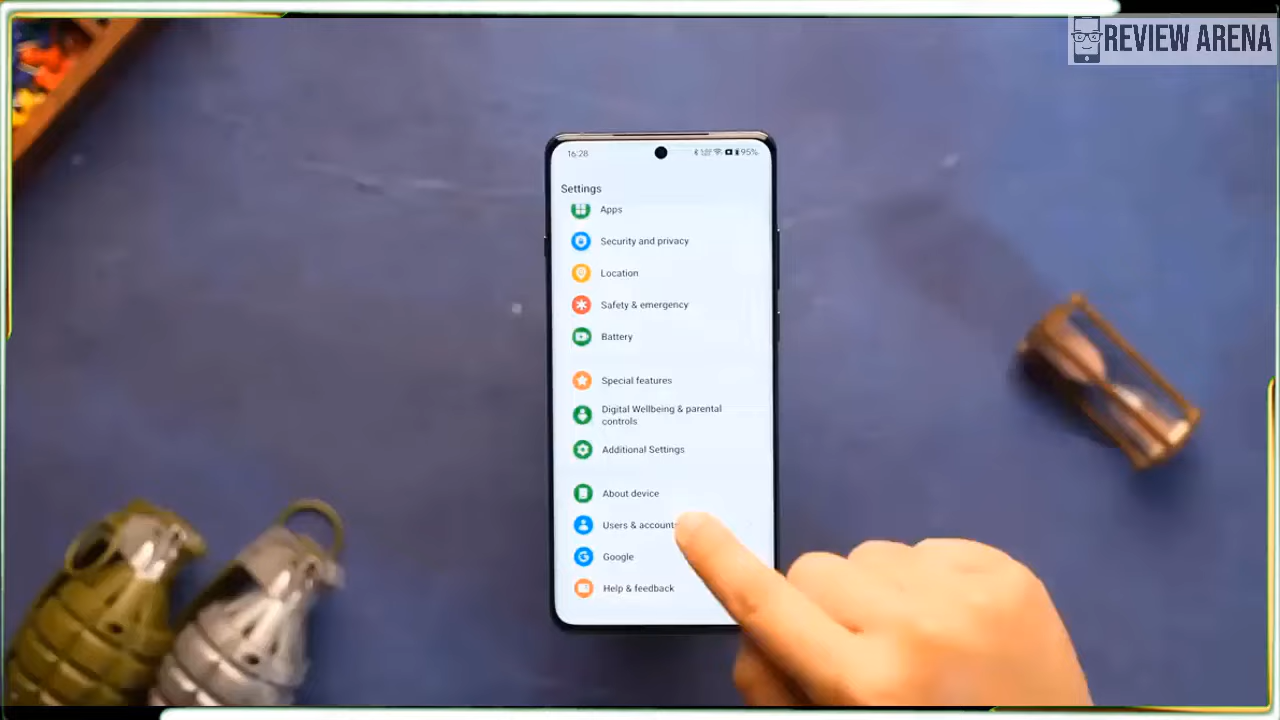 REVIEW ARENA
16:28
95%
Settings
Apps
Security and privacy
Location
Safety & emergency
Battery
Special features
Digital Wellbeing & parental
controls
Additional Settings
About device
Users & accounts
Google
Help & feedback